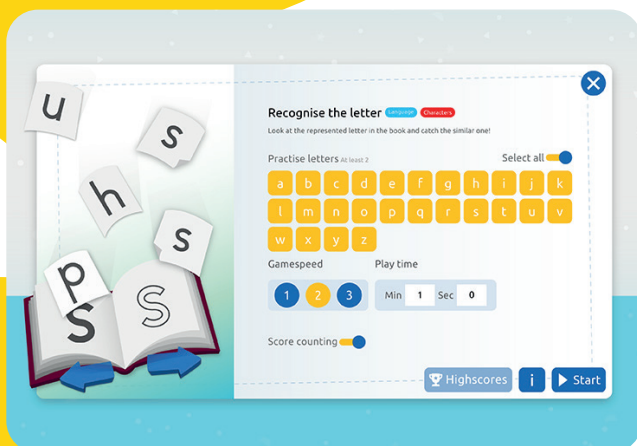 u
s
h
s
p
S S
Recognise the letter Language Characters
Look at the represented letter in the book and catch the similar one!
Practise letters At least 2 Select all
a b c d e f g h i j k
l m n o p q r s t u v
w x y z
Gamespeed Play time
1 2 3 Min 1 Sec 0
Score counting
Highscores i Start